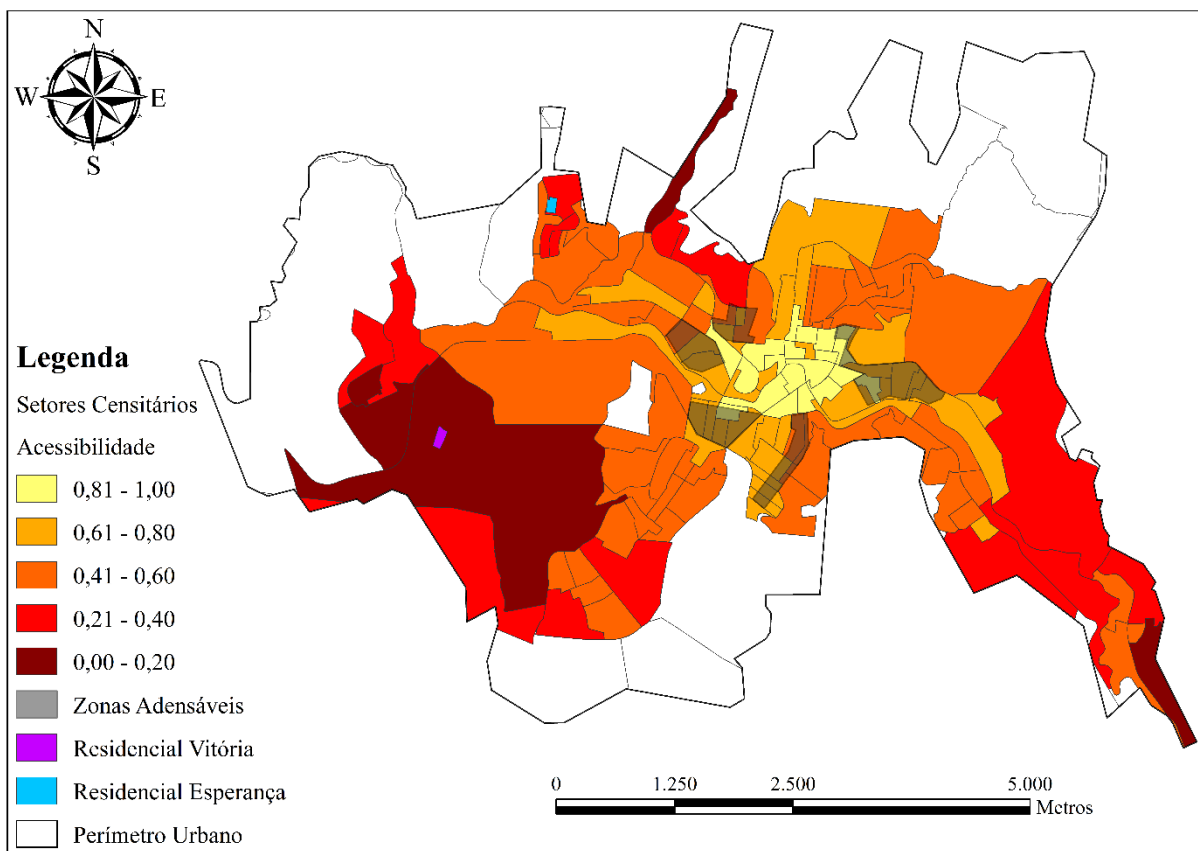 N
W E
S
Legenda
Setores Censitários
Acessibilidade
0,81 - 1,00
0,61 - 0,80
0,41 - 0,60
0,21 - 0,40
0,00 - 0,20
Zonas Adensáveis
Residencial Vitória
Residencial Esperança
Perímetro Urbano
0 1.250 2.500 5.000
Metros